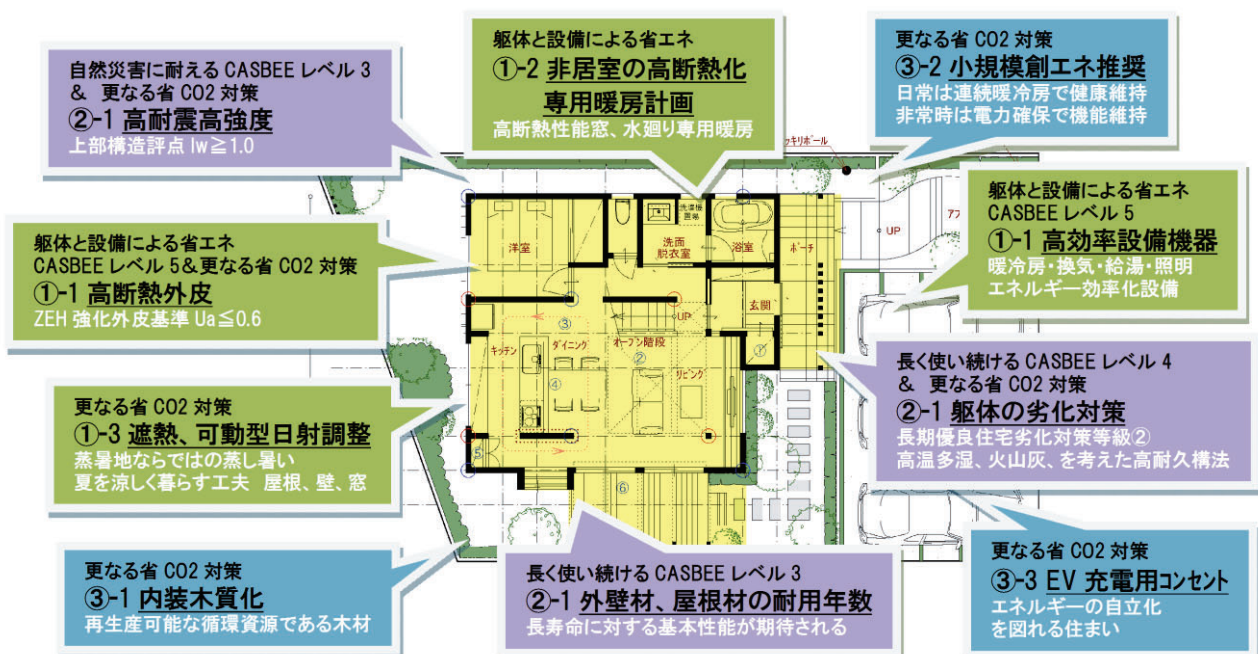 自然災害に耐える CASBEE レベル 3
& 更なる省 CO2 対策
②-1 高耐震高強度
上部構造評点 Iw≧1.0
躯体と設備による省エネ
①-2 非居室の高断熱化
専用暖房計画
高断熱性能窓、水廻り専用暖房
更なる省 CO2 対策
③-2 小規模創エネ推奨
日常は連続暖冷房で健康維持
非常時は電力確保で機能維持
躯体と設備による省エネ
CASBEE レベル 5&更なる省 CO2 対策
①-1 高断熱外皮
ZEH 強化外皮基準 Ua≦0.6
躯体と設備による省エネ
CASBEE レベル 5
①-1 高効率設備機器
暖冷房・換気・給湯・照明
エネルギー効率化設備
更なる省 CO2 対策
①-3 遮熱、可動型日射調整
蒸暑地ならではの蒸し暑い
夏を涼しく暮らす工夫 屋根、壁、窓
長く使い続ける CASBEE レベル 4
& 更なる省 CO2 対策
②-1 躯体の劣化対策
長期優良住宅劣化対策等級②
高温多湿、火山灰、を考えた高耐久構法
更なる省 CO2 対策
③-1 内装木質化
再生産可能な循環資源である木材
長く使い続ける CASBEE レベル 3
②-1 外壁材、屋根材の耐用年数
長寿命に対する基本性能が期待される
更なる省 CO2 対策
③-3 EV 充電用コンセント
エネルギーの自立化
を図れる住まい
ッキリポール
洋室
洗面
脱衣室
洗濯機
置場
浴室
ポーチ
UP
アプ
玄関
UP
①
③
キッチン
ダイニング
オープン階段
②
リビング
④
⑤
⑥